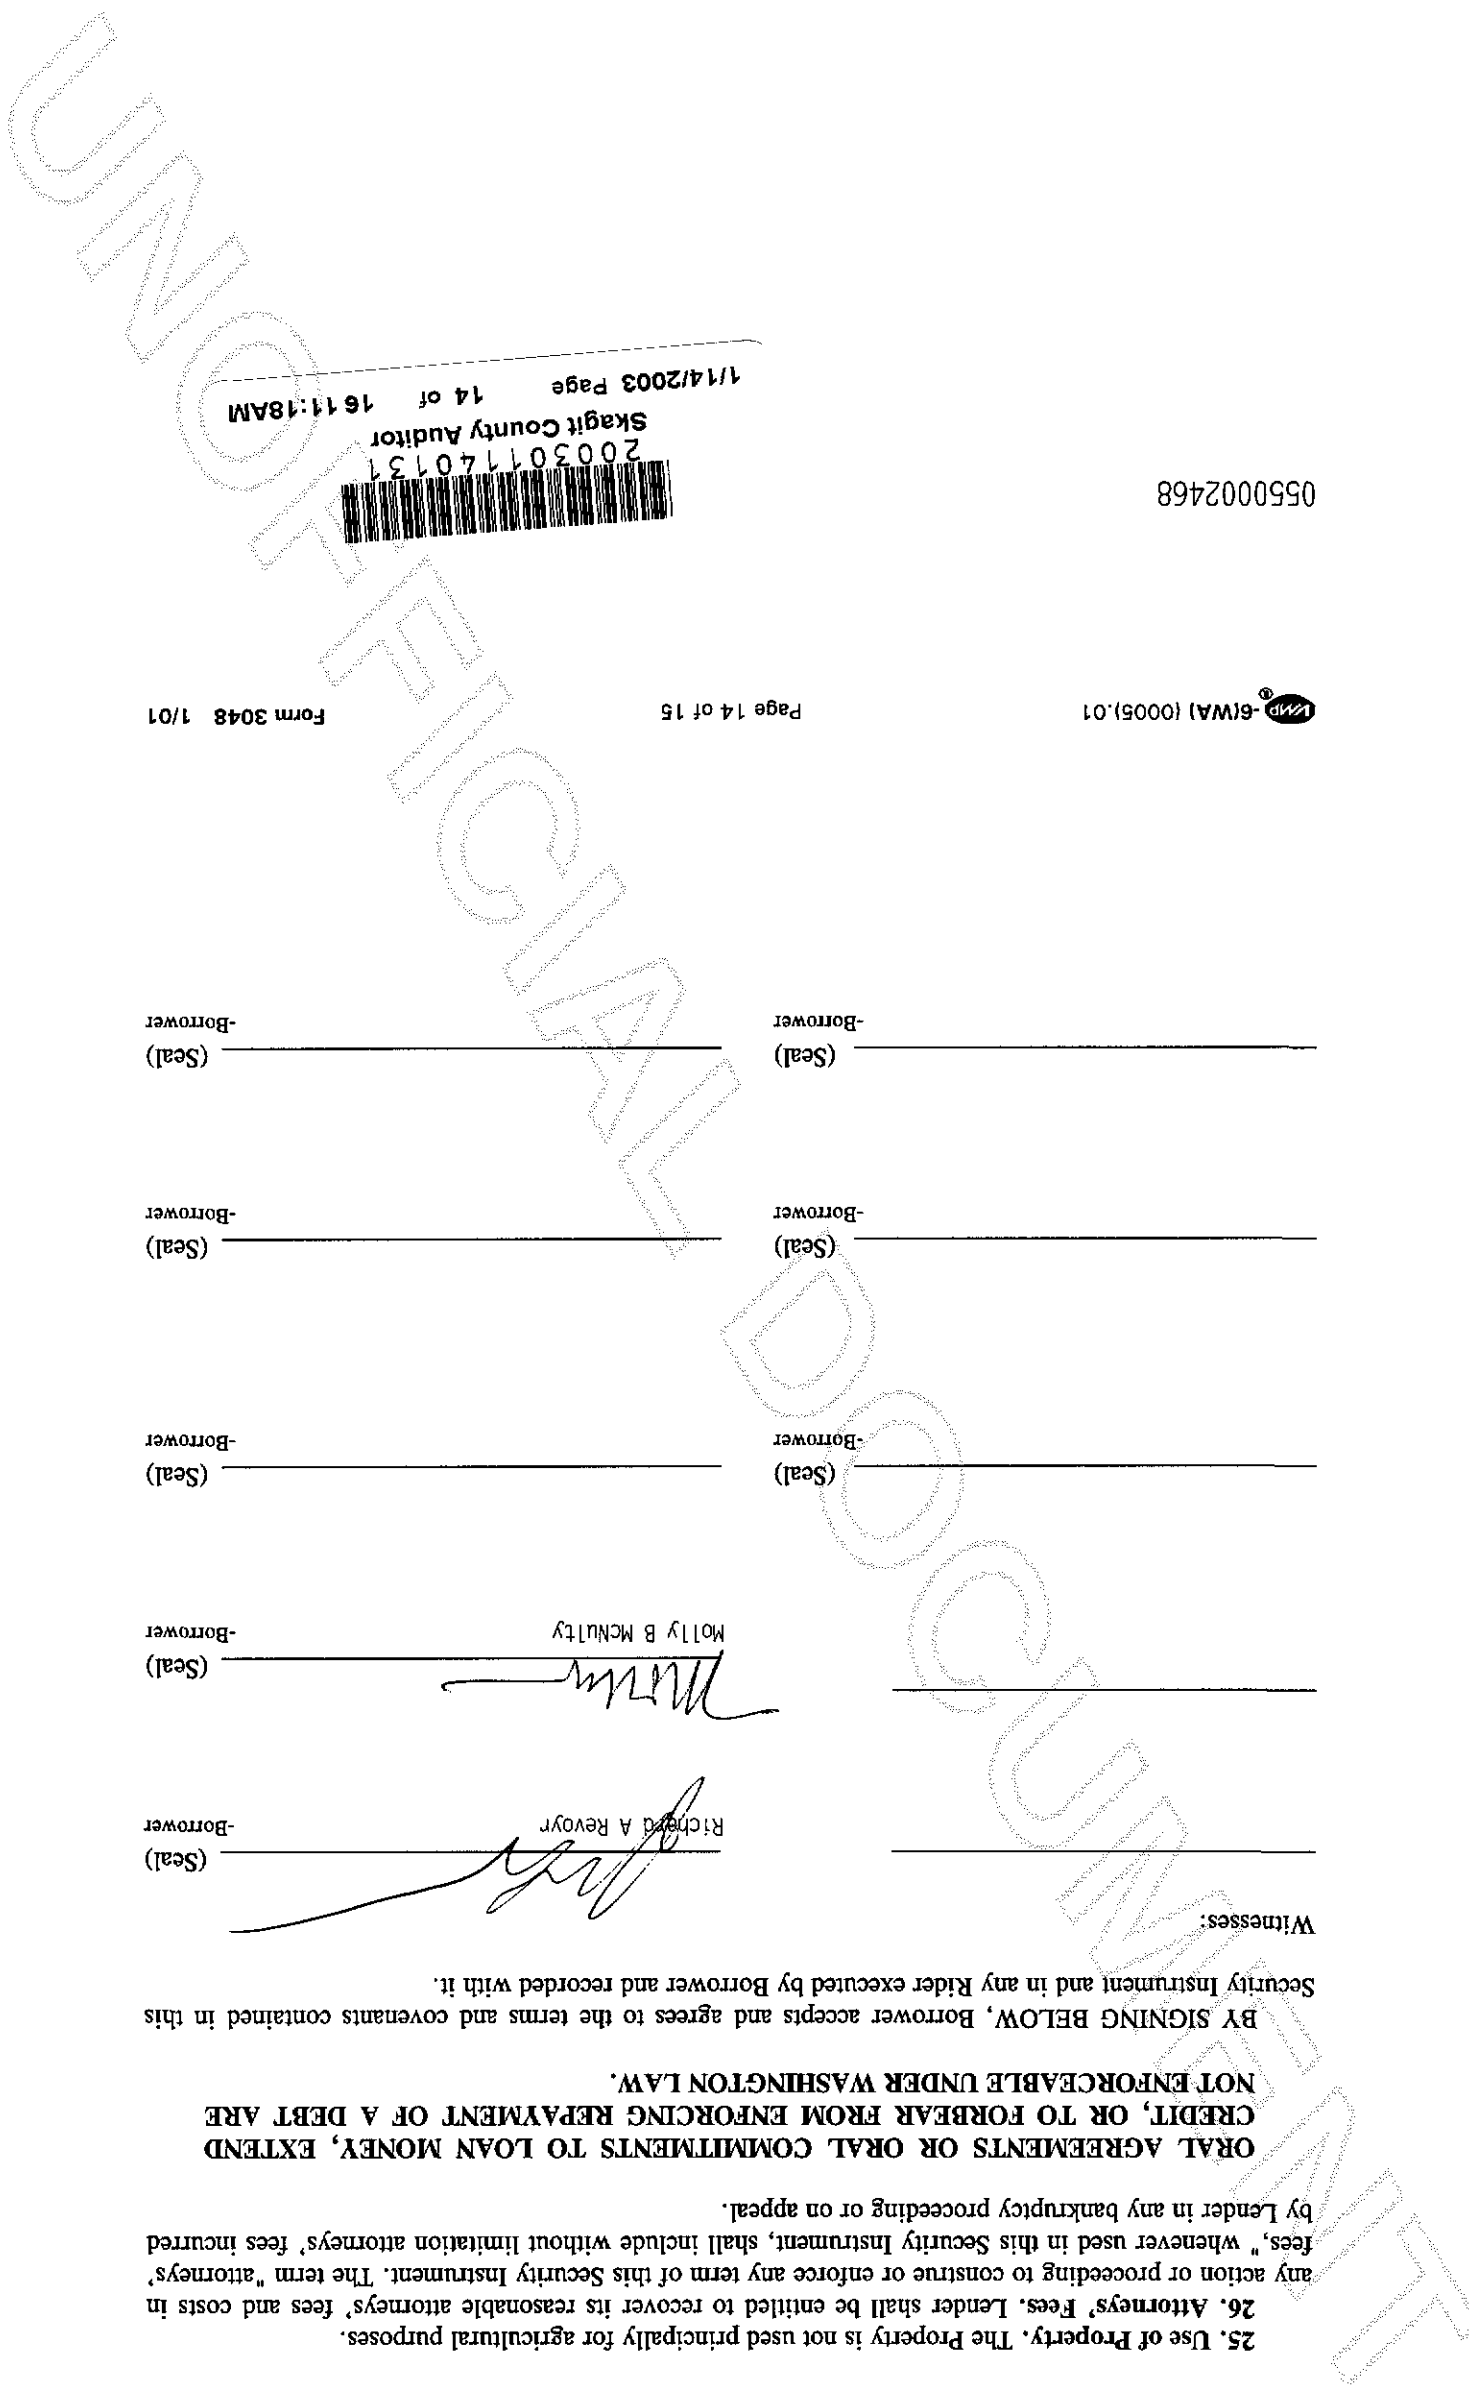 25. Use of Property. The Property is not used principally for agricultural purposes.
26. Attorneys' Fees. Lender shall be entitled to recover its reasonable attorneys' fees and costs in
any action or proceeding to construe or enforce any term of this Security Instrument. The term "attorneys'
fees," whenever used in this Security Instrument, shall include without limitation attorneys' fees incurred
by Lender in any bankruptcy proceeding or on appeal.
ORAL AGREEMENTS OR ORAL COMMITMENTS TO LOAN MONEY, EXTEND
CREDIT, OR TO FORBEAR FROM ENFORCING REPAYMENT OF A DEBT ARE
NOT ENFORCEABLE UNDER WASHINGTON LAW.
BY SIGNING BELOW, Borrower accepts and agrees to the terms and covenants contained in this
Security Instrument and in any Rider executed by Borrower and recorded with it.
Witnesses:
(Seal)
Richard A Revoyr -Borrower
(Seal)
Molly B McNulty -Borrower
(Seal) (Seal)
-Borrower -Borrower
(Seal) (Seal)
-Borrower -Borrower
(Seal) (Seal)
-Borrower -Borrower
VMP ® -6(WA) (0005).01 Page 14 of 15 Form 3048 1/01
0550002468
200301140131
Skagit County Auditor
1/14/2003 Page 14 of 16 11:18AM
UNOFFICIAL DOCUMENT